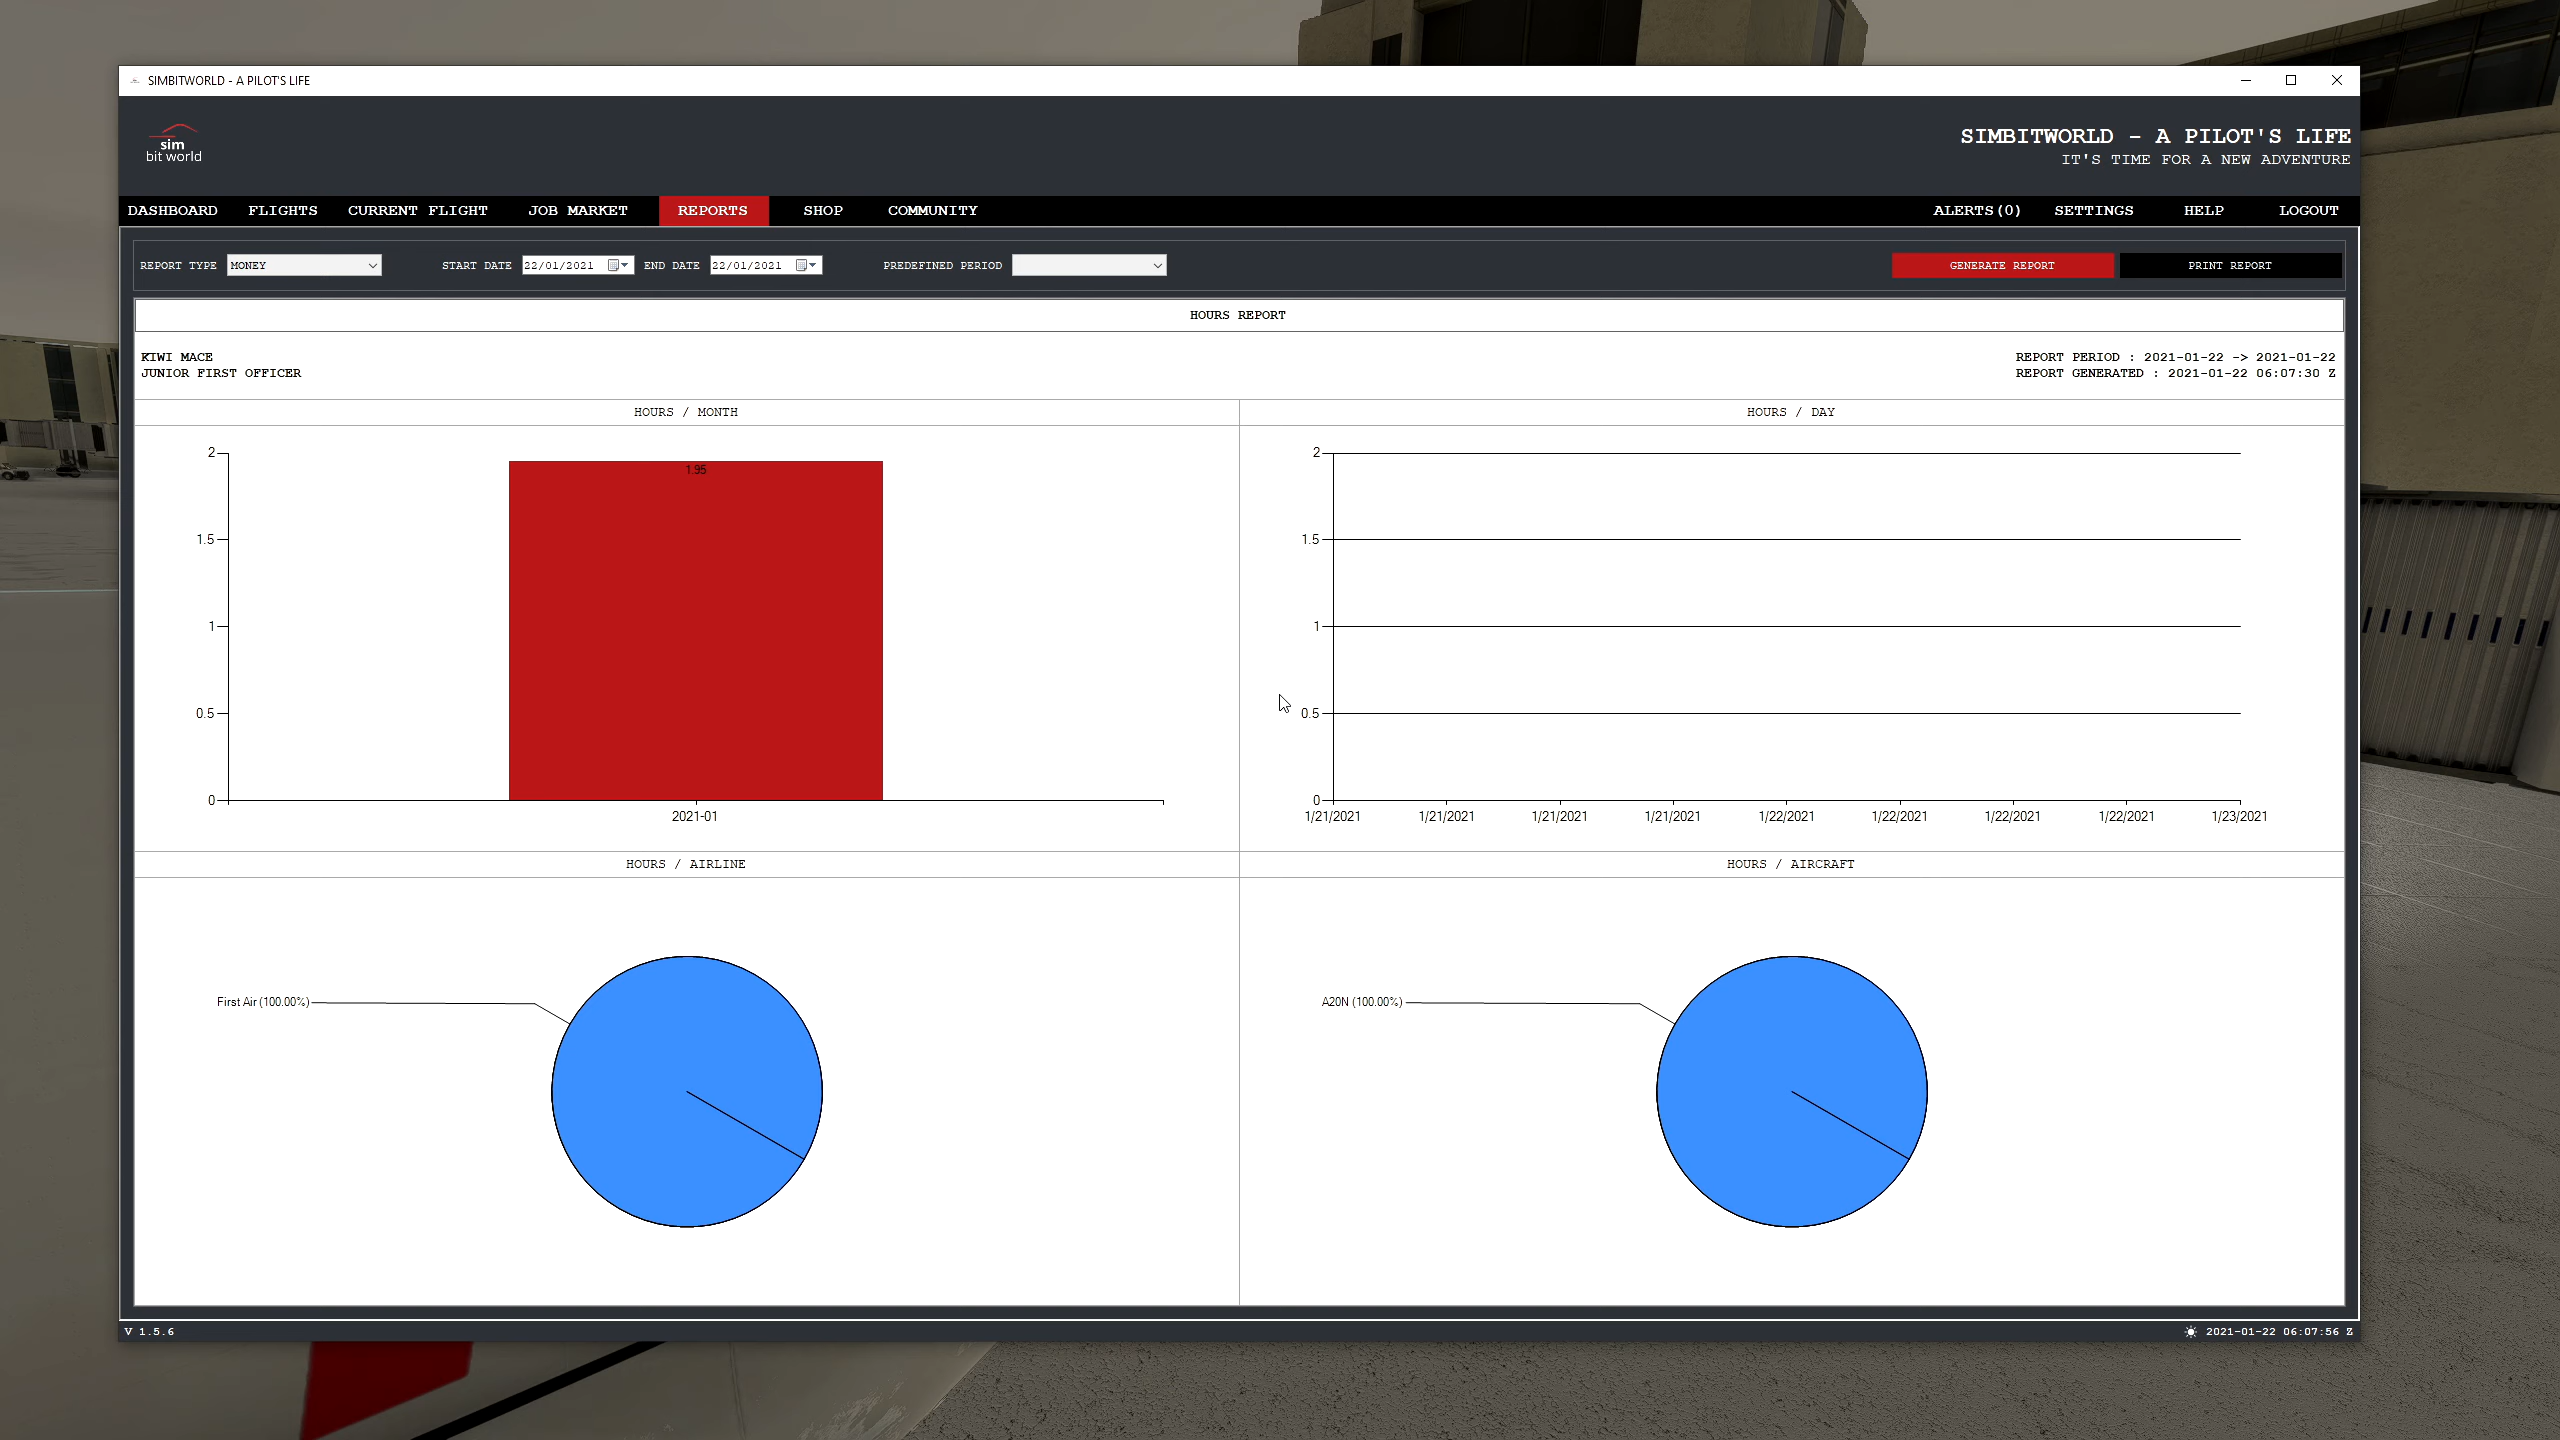 SIMBITWORLD - A PILOT'S LIFE
sim
bit world
SIMBITWORLD - A PILOT'S LIFE
IT'S TIME FOR A NEW ADVENTURE
DASHBOARD FLIGHTS CURRENT FLIGHT JOB MARKET REPORTS SHOP COMMUNITY ALERTS(0) SETTINGS HELP LOGOUT
REPORT TYPE MONEY START DATE 22/01/2021 END DATE 22/01/2021 PREDEFINED PERIOD GENERATE REPORT PRINT REPORT
HOURS REPORT
KIWI MACE
JUNIOR FIRST OFFICER
REPORT PERIOD : 2021-01-22 -> 2021-01-22
REPORT GENERATED : 2021-01-22 06:07:30 Z
HOURS / MONTH
2
1.95
1.5
1
0.5
0
2021-01
HOURS / DAY
2
1.5
1
0.5
0
1/21/2021 1/21/2021 1/21/2021 1/21/2021 1/22/2021 1/22/2021 1/22/2021 1/22/2021 1/23/2021
HOURS / AIRLINE
First Air (100.00%)
HOURS / AIRCRAFT
A20N (100.00%)
V 1.5.6
2021-01-22 06:07:56 Z